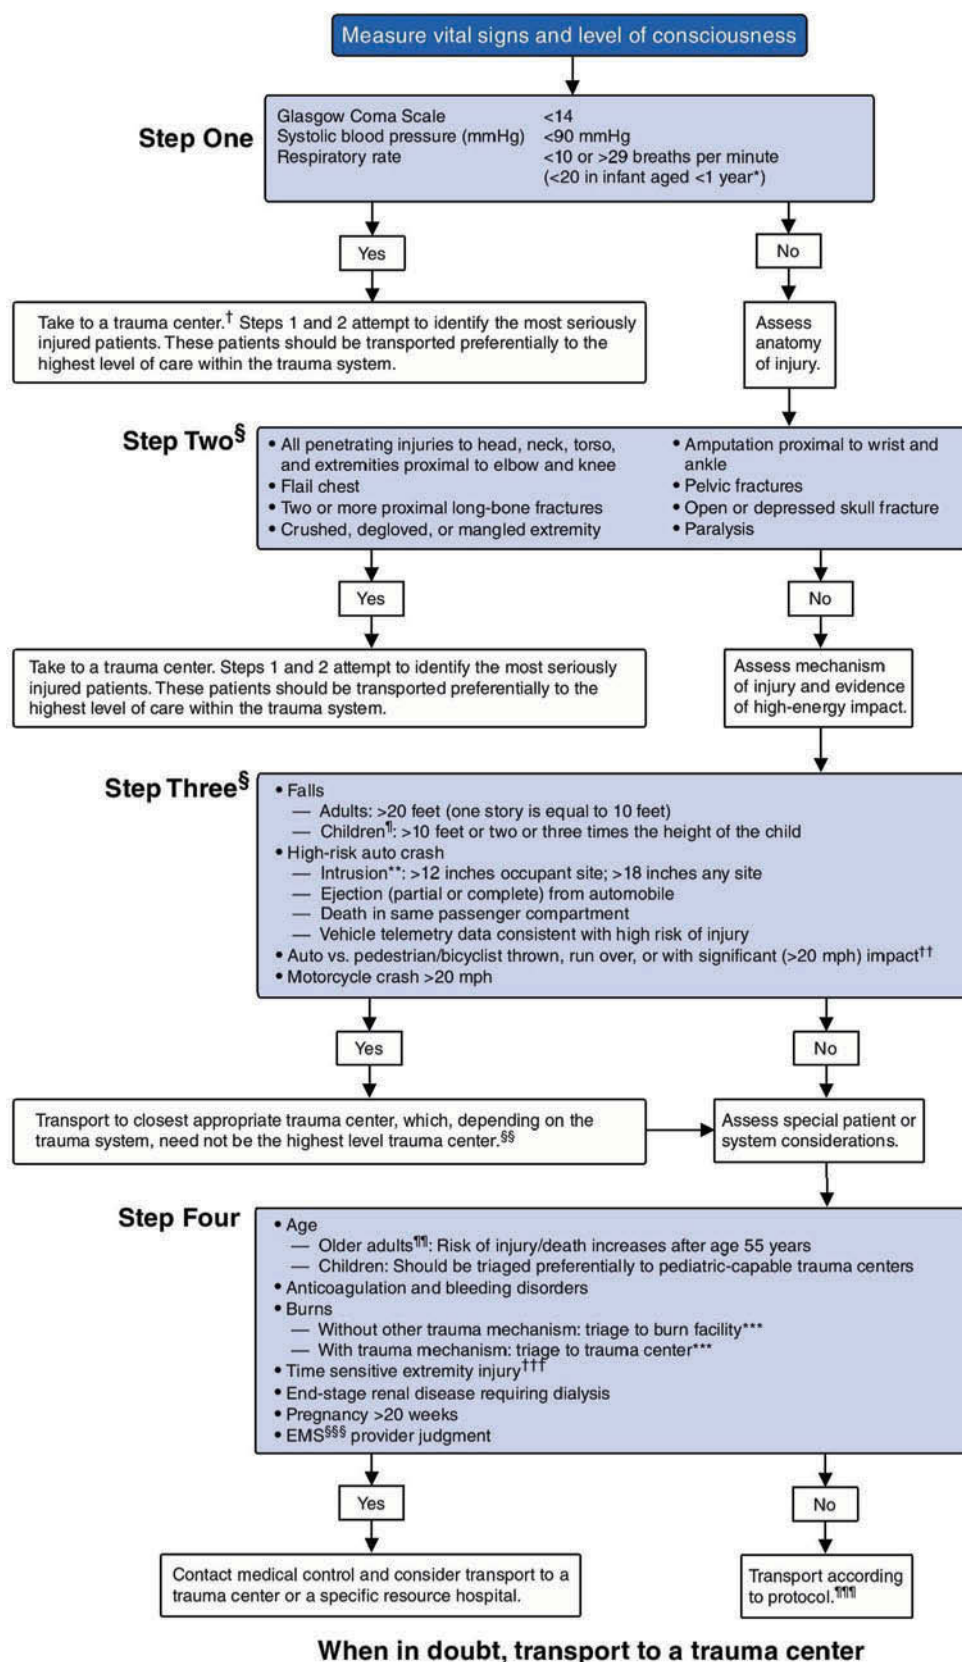 Measure vital signs and level of consciousness
Step One
Glasgow Coma Scale <14
Systolic blood pressure (mmHg) <90 mmHg
Respiratory rate <10 or >29 breaths per minute
(<20 in infant aged <1 year*)
Yes
No
Take to a trauma center.† Steps 1 and 2 attempt to identify the most seriously
injured patients. These patients should be transported preferentially to the
highest level of care within the trauma system.
Assess
anatomy
of injury.
Step Two§
• All penetrating injuries to head, neck, torso,
and extremities proximal to elbow and knee
• Flail chest
• Two or more proximal long-bone fractures
• Crushed, degloved, or mangled extremity
• Amputation proximal to wrist and
ankle
• Pelvic fractures
• Open or depressed skull fracture
• Paralysis
Yes
No
Take to a trauma center. Steps 1 and 2 attempt to identify the most seriously
injured patients. These patients should be transported preferentially to the
highest level of care within the trauma system.
Assess mechanism
of injury and evidence
of high-energy impact.
Step Three§
• Falls
— Adults: >20 feet (one story is equal to 10 feet)
— Children¶: >10 feet or two or three times the height of the child
• High-risk auto crash
— Intrusion**: >12 inches occupant site; >18 inches any site
— Ejection (partial or complete) from automobile
— Death in same passenger compartment
— Vehicle telemetry data consistent with high risk of injury
• Auto vs. pedestrian/bicyclist thrown, run over, or with significant (>20 mph) impact††
• Motorcycle crash >20 mph
Yes
No
Transport to closest appropriate trauma center, which, depending on the
trauma system, need not be the highest level trauma center.§§
Assess special patient or
system considerations.
Step Four
• Age
— Older adults¶¶: Risk of injury/death increases after age 55 years
— Children: Should be triaged preferentially to pediatric-capable trauma centers
• Anticoagulation and bleeding disorders
• Burns
— Without other trauma mechanism: triage to burn facility***
— With trauma mechanism: triage to trauma center***
• Time sensitive extremity injury†††
• End-stage renal disease requiring dialysis
• Pregnancy >20 weeks
• EMS§§§ provider judgment
Yes
No
Contact medical control and consider transport to a
trauma center or a specific resource hospital.
Transport according
to protocol.¶¶¶
When in doubt, transport to a trauma center